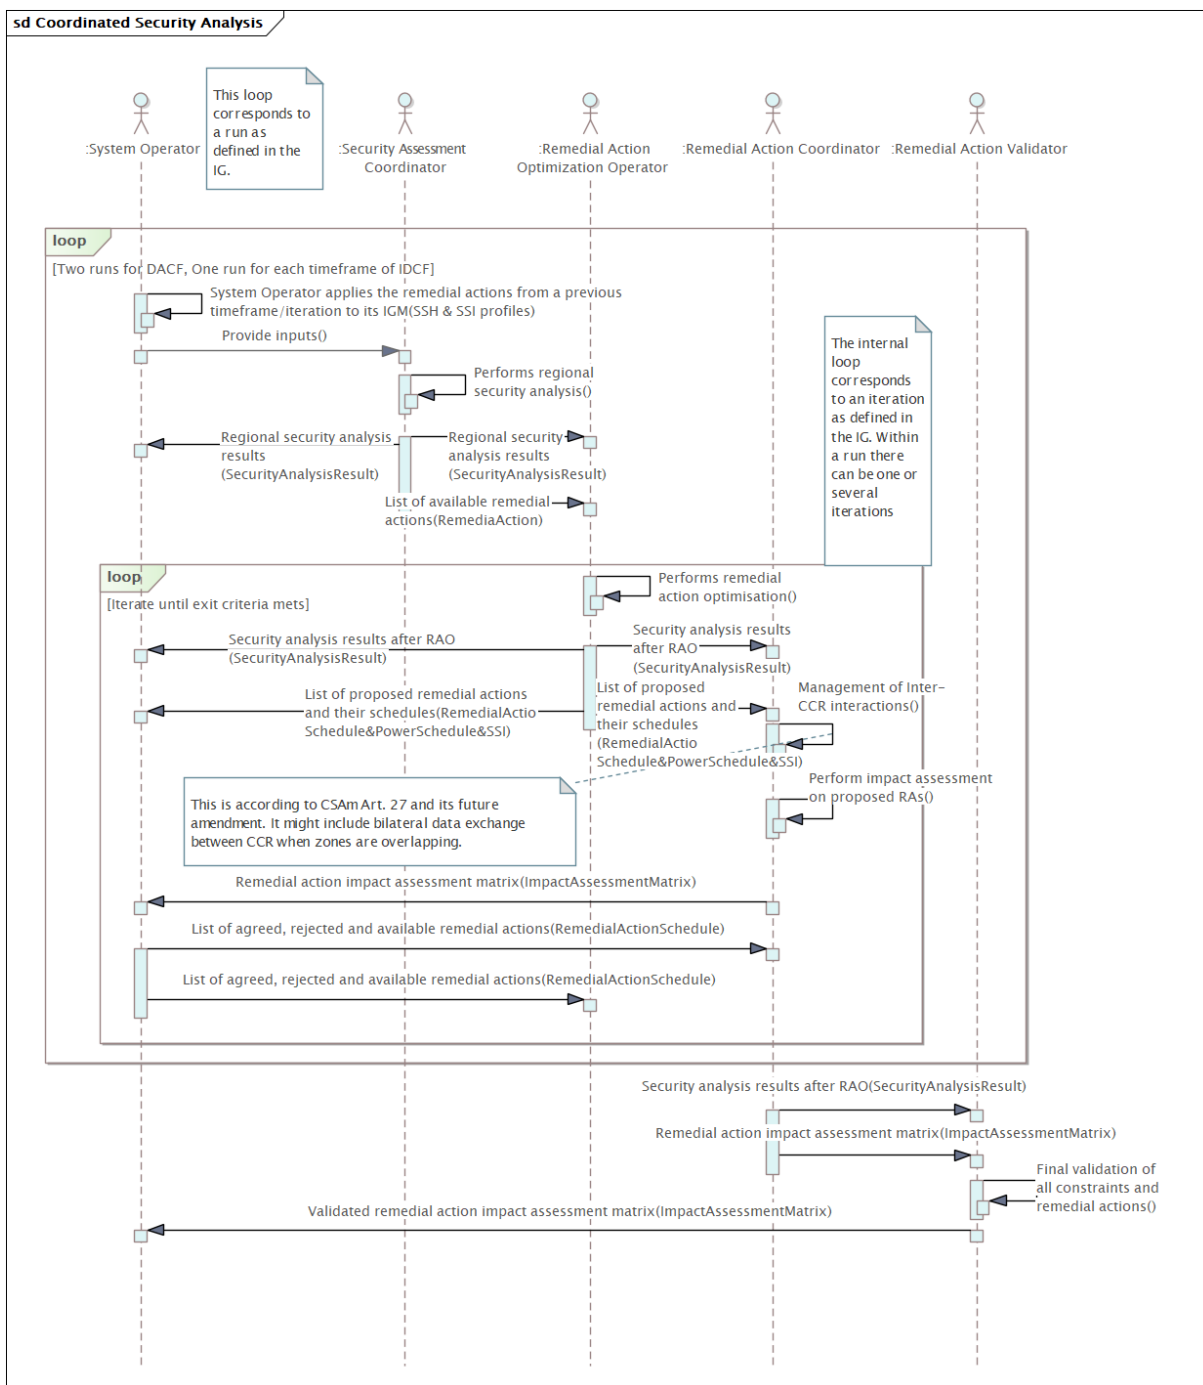 sd Coordinated Security Analysis
This loop
corresponds to
a run as
defined in the
IG.
:System Operator
:Security Assessment
Coordinator
:Remedial Action
Optimization Operator
:Remedial Action Coordinator
:Remedial Action Validator
loop
[Two runs for DACF, One run for each timeframe of IDCF]
System Operator applies the remedial actions from a previous
timeframe/iteration to its IGM(SSH & SSI profiles)
Provide inputs()
The internal
loop
corresponds
to an iteration
as defined in
the IG. Within
a run there
can be one or
several
iterations
Performs regional
security analysis()
Regional security analysis
results
(SecurityAnalysisResult)
Regional security
analysis results
(SecurityAnalysisResult)
List of available remedial
actions(RemediaAction)
loop
[Iterate until exit criteria mets]
Performs remedial
action optimisation()
Security analysis results after RAO
(SecurityAnalysisResult)
Security analysis results
after RAO
(SecurityAnalysisResult)
List of proposed remedial actions
and their schedules(RemedialActio
Schedule&PowerSchedule&SSI)
List of proposed
remedial actions and
their schedules
(RemedialActio
Schedule&PowerSchedule&SSI)
Management of Inter-
CCR interactions()
This is according to CSAm Art. 27 and its future
amendment. It might include bilateral data exchange
between CCR when zones are overlapping.
Perform impact assessment
on proposed RAs()
Remedial action impact assessment matrix(ImpactAssessmentMatrix)
List of agreed, rejected and available remedial actions(RemedialActionSchedule)
List of agreed, rejected and available remedial actions(RemedialActionSchedule)
Security analysis results after RAO(SecurityAnalysisResult)
Remedial action impact assessment matrix(ImpactAssessmentMatrix)
Final validation of
all constraints and
remedial actions()
Validated remedial action impact assessment matrix(ImpactAssessmentMatrix)